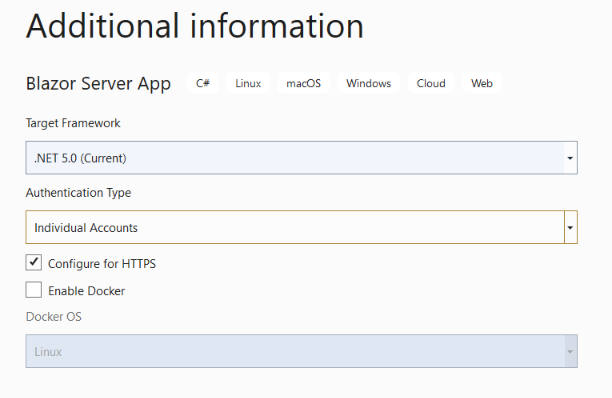 Additional information
Blazor Server App C# Linux macOS Windows Cloud Web
Target Framework
.NET 5.0 (Current)
Authentication Type
Individual Accounts
Configure for HTTPS
Enable Docker
Docker OS
Linux